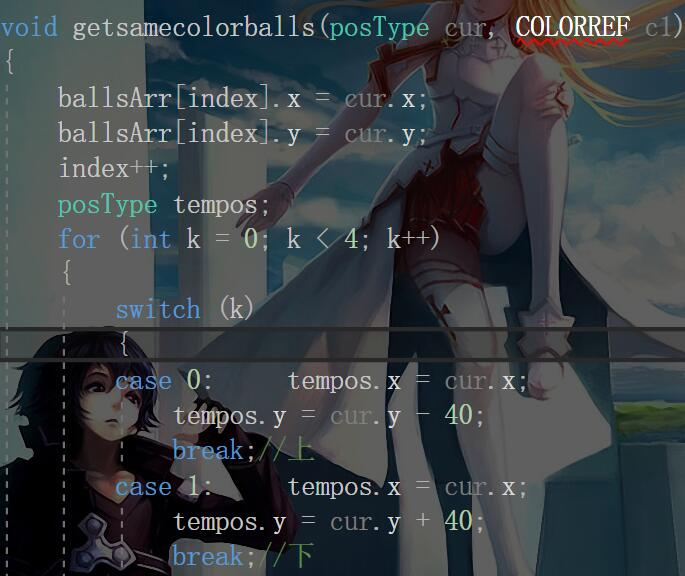 void getsamecolorballs(posType cur, COLORREF c1)
{
ballsArr[index].x = cur.x;
ballsArr[index].y = cur.y;
index++;
posType tempos;
for (int k = 0; k < 4; k++)
{
switch (k)
{
case 0: tempos.x = cur.x;
tempos.y = cur.y - 40;
break;//上
case 1: tempos.x = cur.x;
tempos.y = cur.y + 40;
break;//下